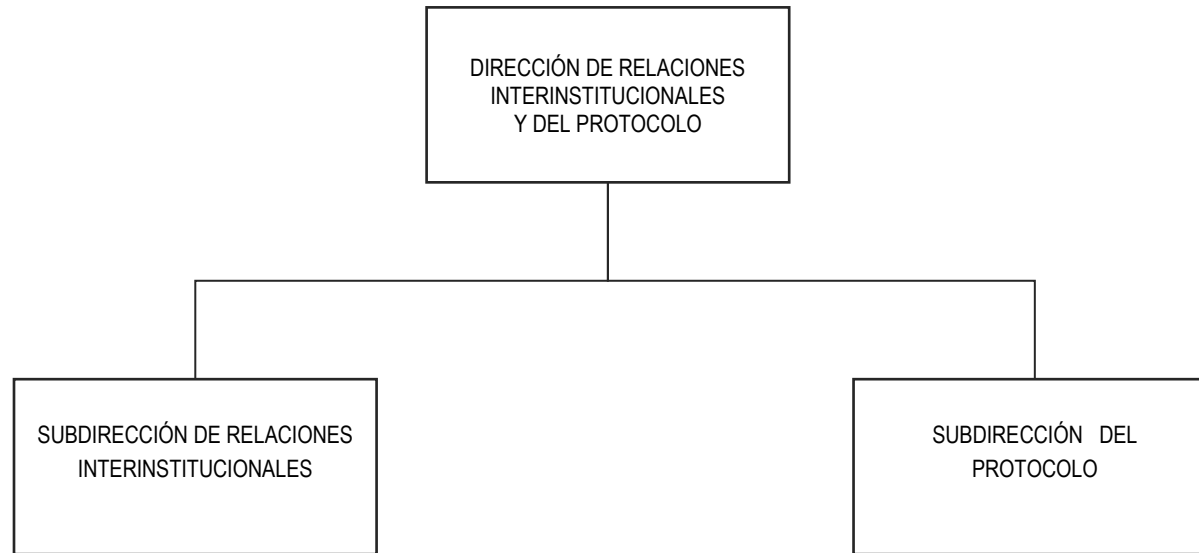 DIRECCIÓN DE RELACIONES
INTERINSTITUCIONALES
Y DEL PROTOCOLO
SUBDIRECCIÓN DE RELACIONES
INTERINSTITUCIONALES
SUBDIRECCIÓN DEL
PROTOCOLO